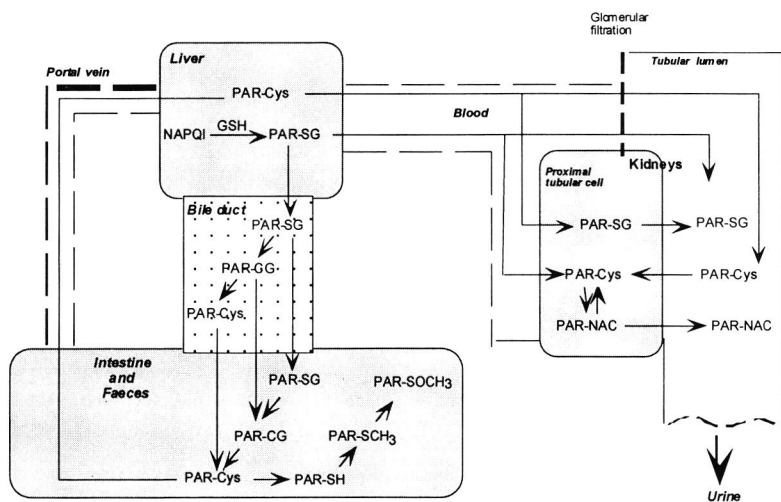 Glomerular
filtration
Liver
Tubular lumen
Portal vein
PAR-Cys
Blood
NAPQI
GSH
PAR-SG
Kidneys
Proximal
tubular cell
Bile duct
PAR-SG
PAR-SG
PAR-SG
PAR-GG
PAR-Cys
PAR-Cys
PAR-Cys
PAR-NAC
PAR-NAC
Intestine
and
Faeces
PAR-SG
PAR-SOCH3
PAR-CG
PAR-SCH3
PAR-Cys
PAR-SH
Urine